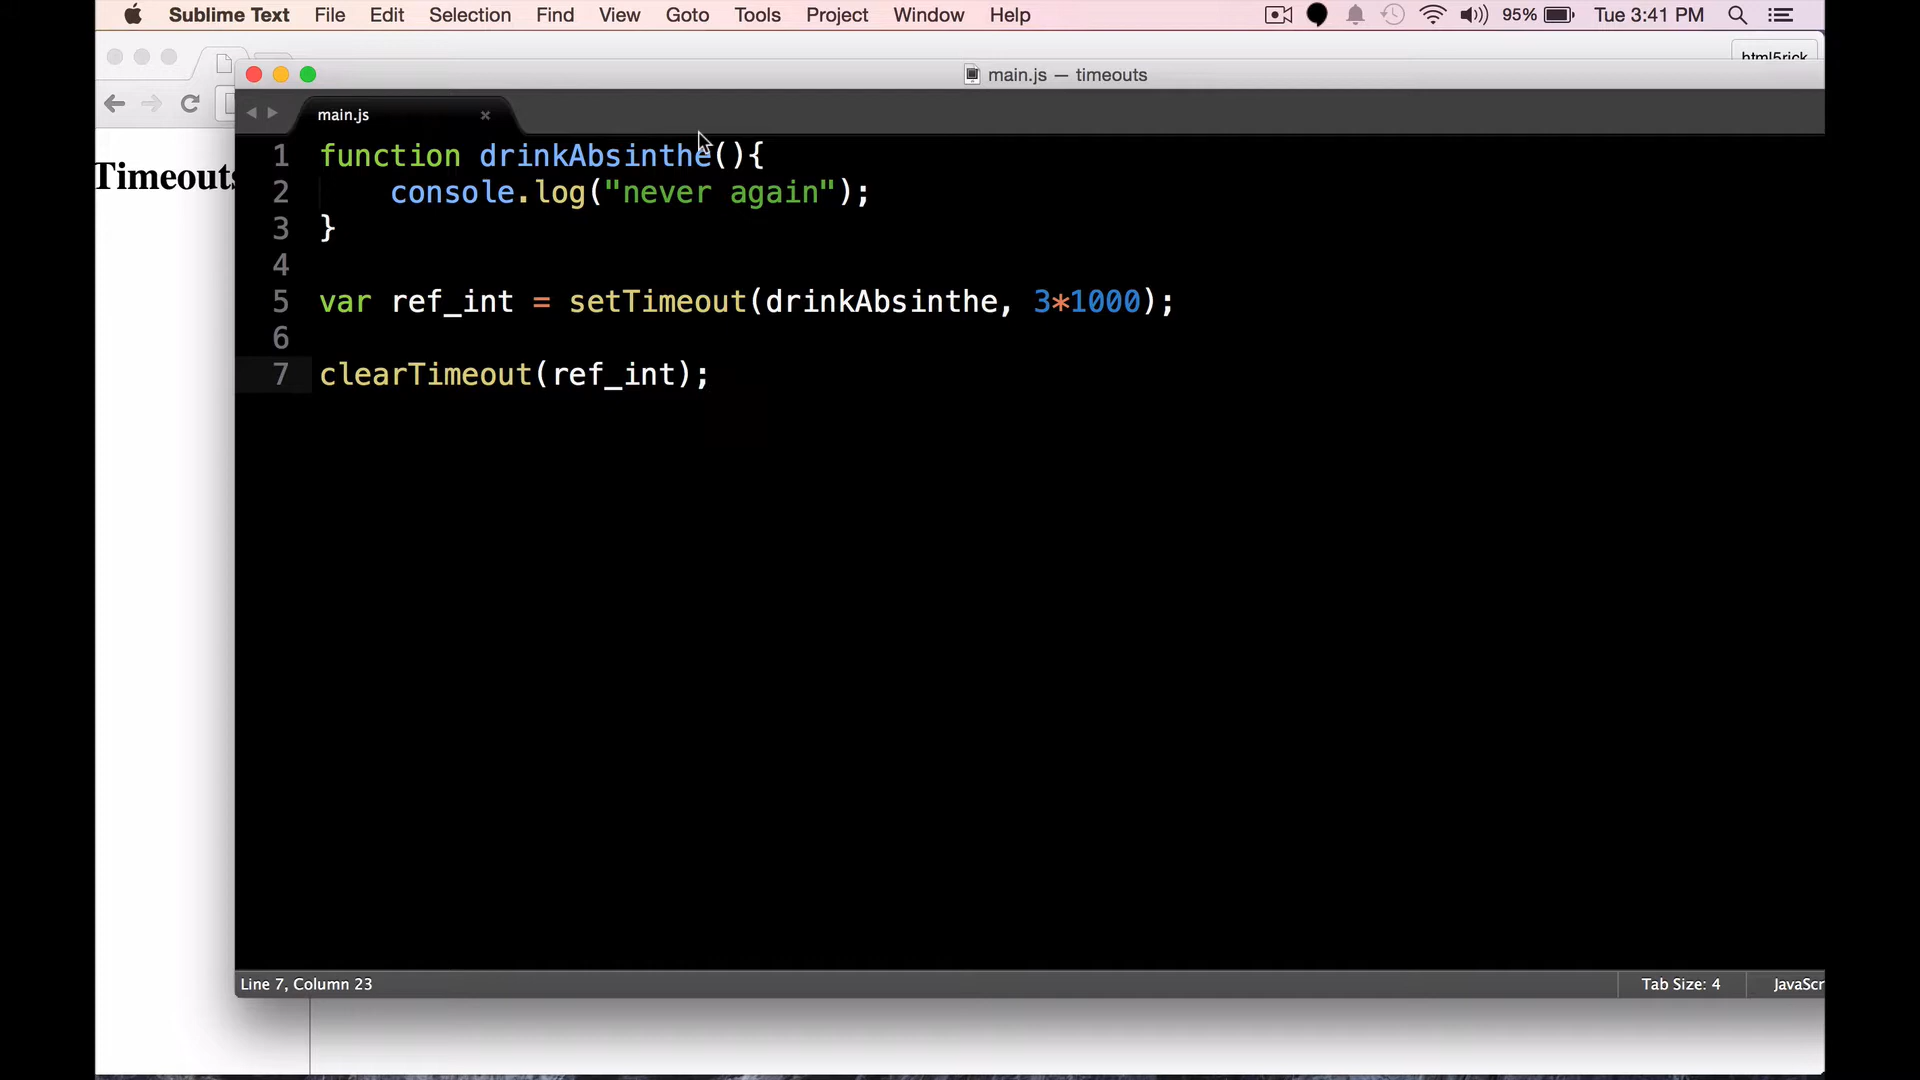 Sublime Text File Edit Selection Find View Goto Tools Project Window Help 95% Tue 3:41 PM
html5rick
main.js — timeouts
main.js
Timeouts
1 function drinkAbsinthe(){
2 console.log("never again");
3 }
4
5 var ref_int = setTimeout(drinkAbsinthe, 3*1000);
6
7 clearTimeout(ref_int);
Line 7, Column 23 Tab Size: 4 JavaScr